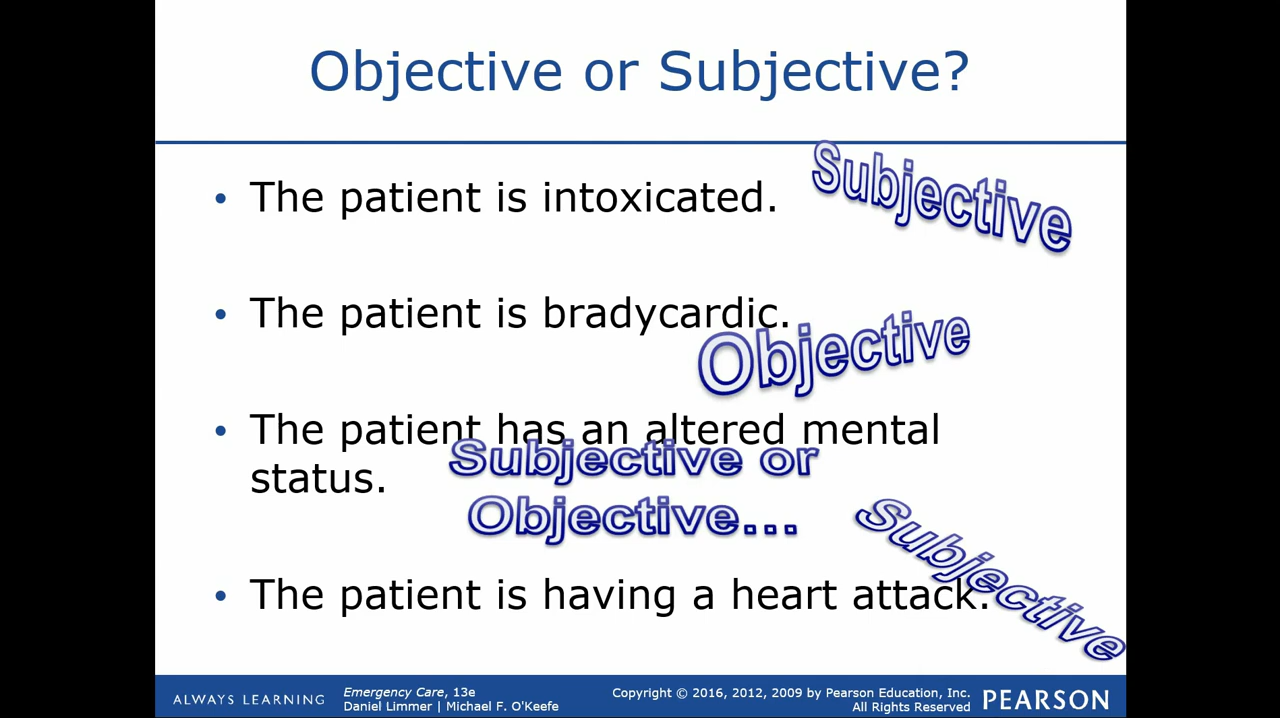 Objective or Subjective?
• The patient is intoxicated.
Subjective
• The patient is bradycardic.
Objective
• The patient has an altered mental
status.
Subjective or
Objective...
• The patient is having a heart attack.
Subjective
ALWAYS LEARNING
Emergency Care, 13e
Daniel Limmer | Michael F. O'Keefe
Copyright © 2016, 2012, 2009 by Pearson Education, Inc.
All Rights Reserved
PEARSON